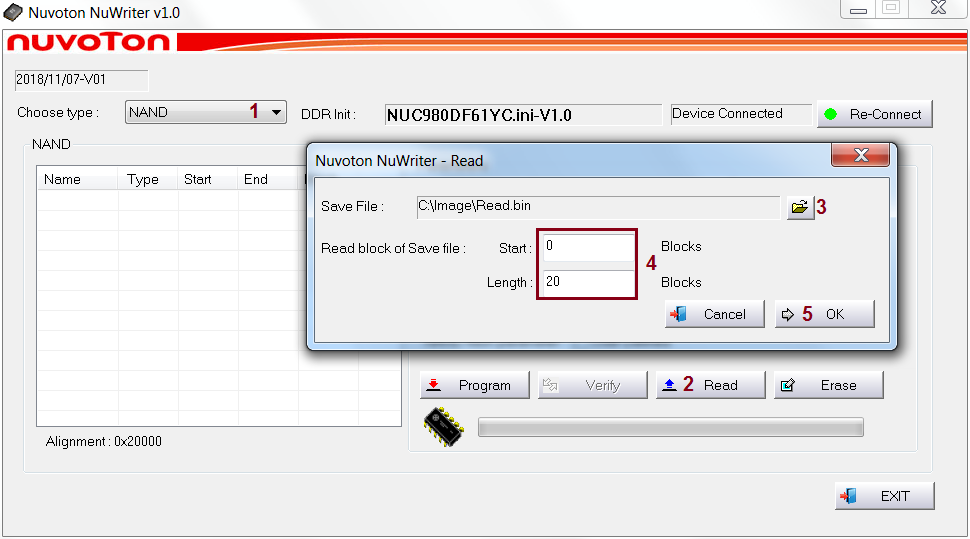 Nuvoton NuWriter v1.0
nuvoTon
2018/11/07-V01
Choose type : NAND 1 DDR Init : NUC980DF61YC.ini-V1.0 Device Connected Re-Connect
NAND
Name Type Start End
Nuvoton NuWriter - Read
Save File : C:\Image\Read.bin 3
Read block of Save file : Start : 0 Blocks
4
Length : 20 Blocks
Cancel 5 OK
Program Verify 2 Read Erase
Alignment : 0x20000
EXIT